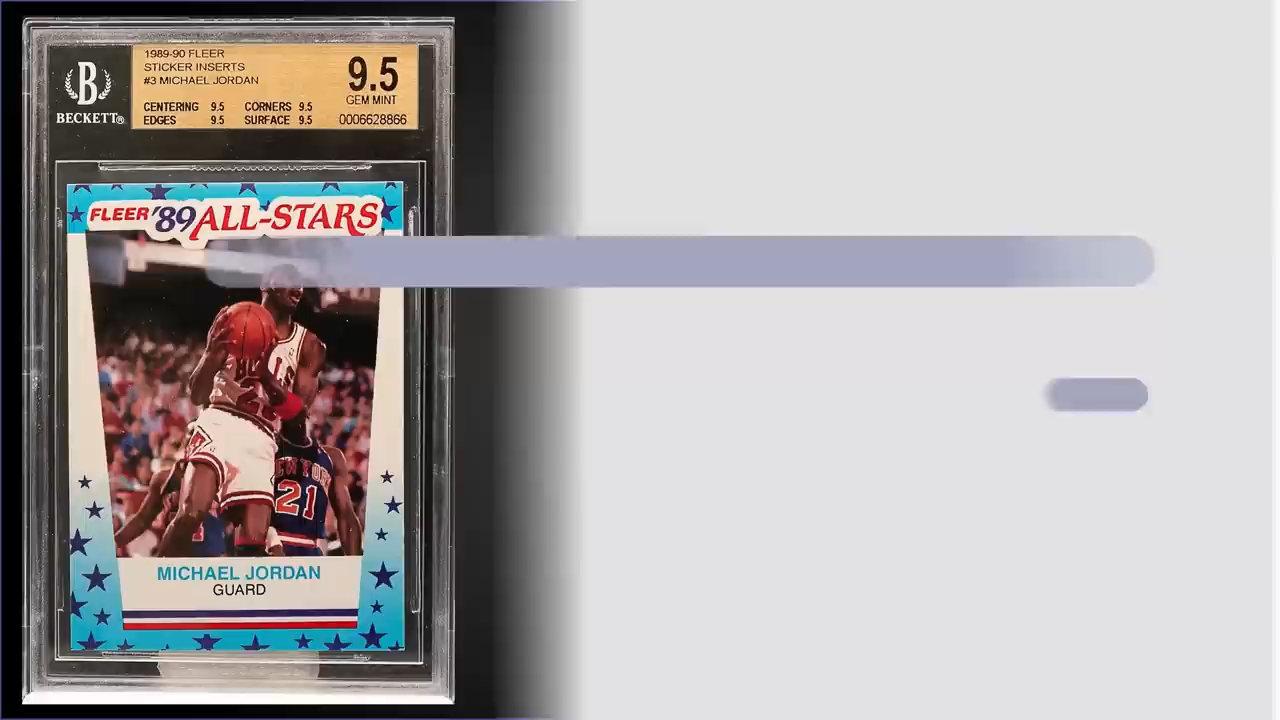 1989-90 FLEER
STICKER INSERTS
#3 MICHAEL JORDAN
9.5
GEM MINT
CENTERING 9.5 CORNERS 9.5
EDGES 9.5 SURFACE 9.5
0006628866
B
BECKETT®
FLEER '89 ALL-STARS
NEW YORK
21
MICHAEL JORDAN
GUARD